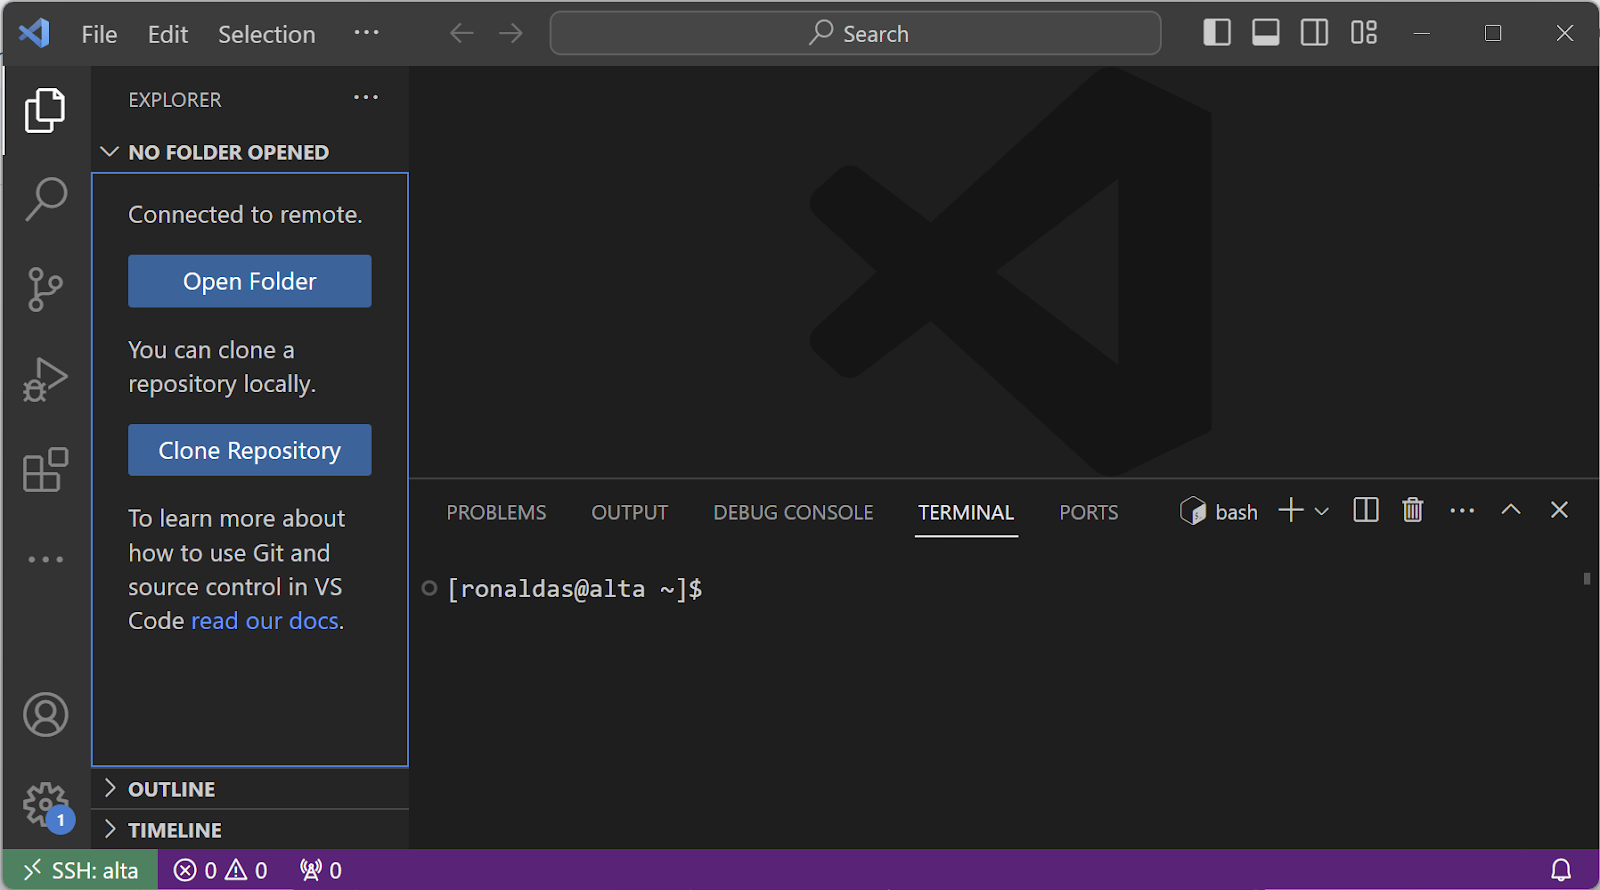 File Edit Selection ··· Search
EXPLORER ···
NO FOLDER OPENED
Connected to remote.
Open Folder
You can clone a
repository locally.
Clone Repository
To learn more about
how to use Git and
source control in VS
Code read our docs.
OUTLINE
TIMELINE
1
PROBLEMS OUTPUT DEBUG CONSOLE TERMINAL PORTS bash
[ronaldas@alta ~]$
SSH: alta 0 0 0